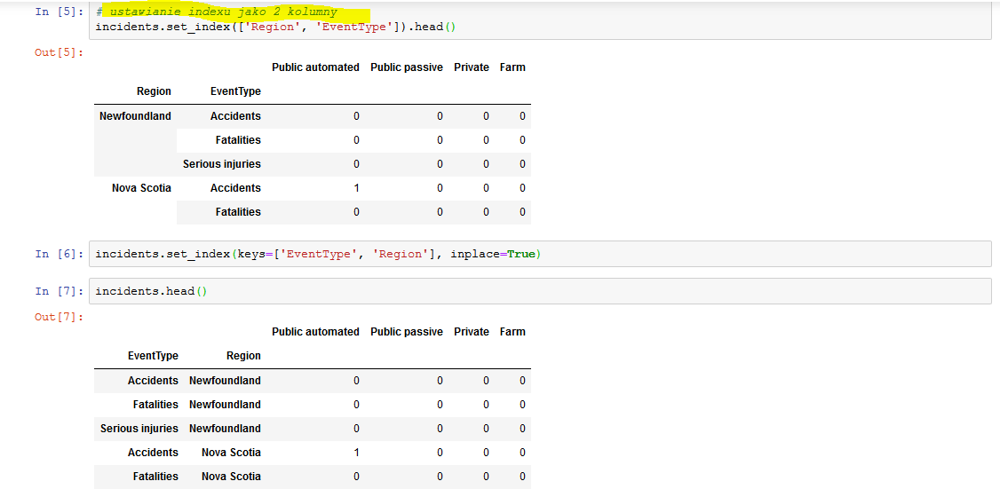 In [5]: # ustawianie indexu jako 2 kolumny
incidents.set_index(['Region', 'EventType']).head()
Out[5]:
Public automated Public passive Private Farm
Region EventType
Newfoundland Accidents 0 0 0 0
Fatalities 0 0 0 0
Serious injuries 0 0 0 0
Nova Scotia Accidents 1 0 0 0
Fatalities 0 0 0 0
In [6]: incidents.set_index(keys=['EventType', 'Region'], inplace=True)
In [7]: incidents.head()
Out[7]:
Public automated Public passive Private Farm
EventType Region
Accidents Newfoundland 0 0 0 0
Fatalities Newfoundland 0 0 0 0
Serious injuries Newfoundland 0 0 0 0
Accidents Nova Scotia 1 0 0 0
Fatalities Nova Scotia 0 0 0 0